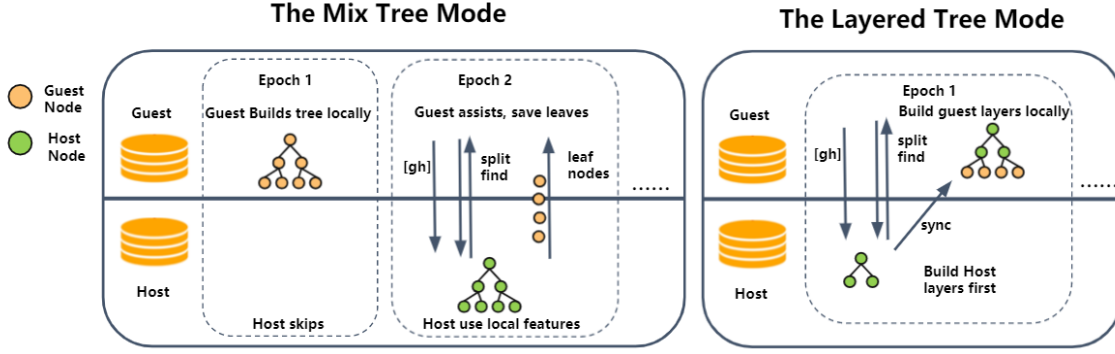 The Mix Tree Mode
The Layered Tree Mode
Guest
Node
Host
Node
Epoch 1
Guest Builds tree locally
Guest
Host
Host skips
Epoch 2
Guest assists, save leaves
[gh]
split
find
leaf
nodes
Host use local features
......
Epoch 1
Build guest layers locally
Guest
[gh]
split
find
sync
Host
Build Host
layers first
......